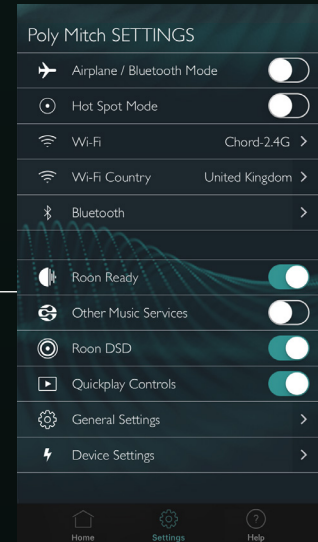 Poly Mitch SETTINGS
Airplane / Bluetooth Mode
Hot Spot Mode
Wi-Fi Chord-2.4G >
Wi-Fi Country United Kingdom >
Bluetooth >
Roon Ready
Other Music Services
Roon DSD
Quickplay Controls
General Settings >
Device Settings >
Home Settings Help